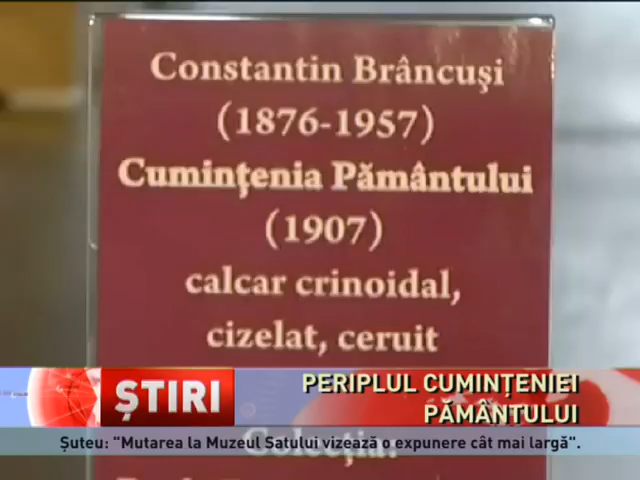 Constantin Brâncuşi
(1876-1957)
Cuminţenia Pământului
(1907)
calcar crinoidal,
cizelat, ceruit
ŞTIRI
PERIPLUL CUMINŢENIEI
PĂMÂNTULUI
Şuteu: "Mutarea la Muzeul Satului vizează o expunere cât mai largă".
Colecţia: